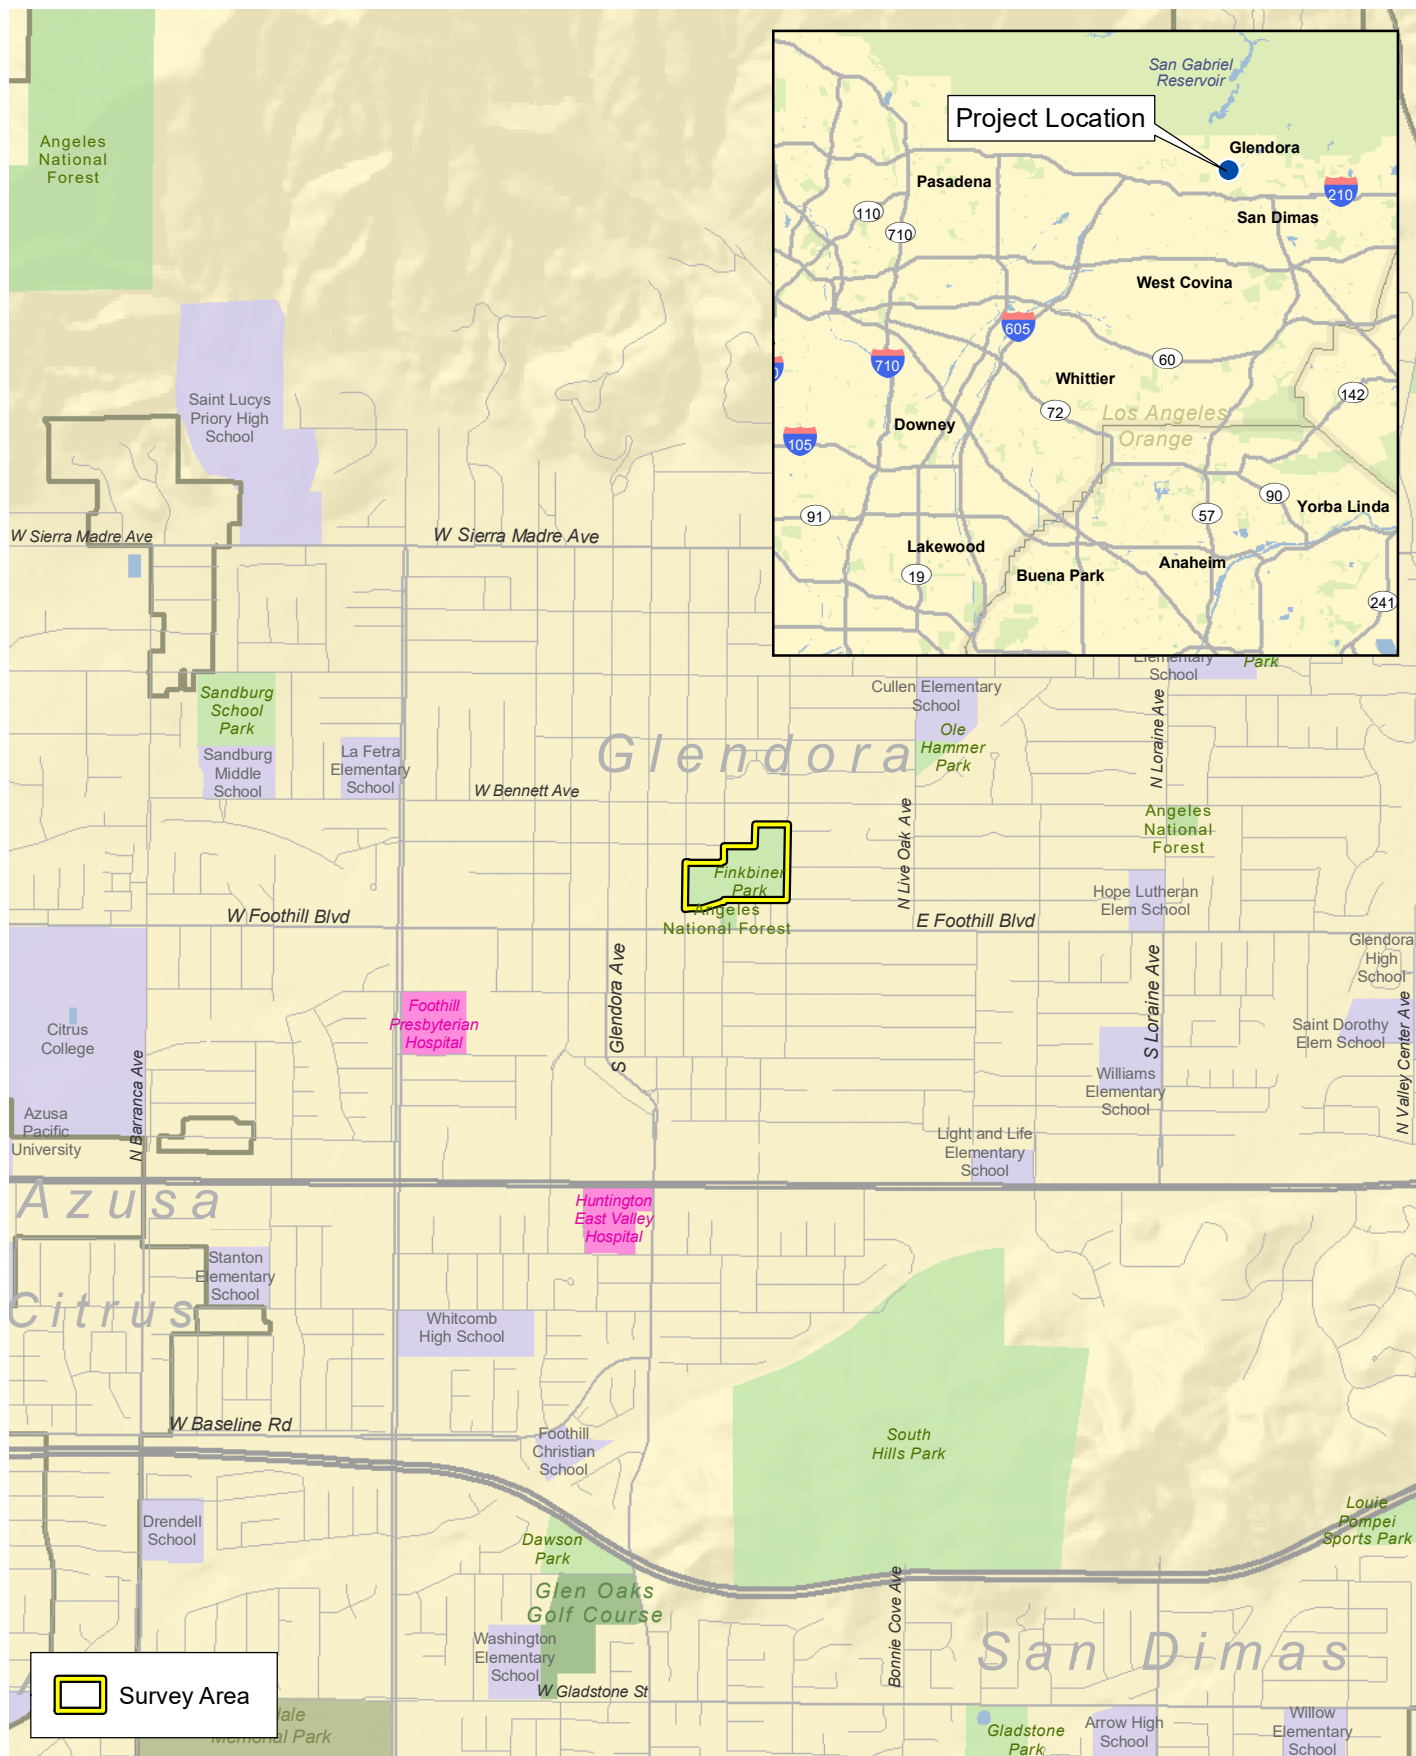 San Gabriel
Reservoir
Project Location
Glendora
Pasadena
210
110
710
San Dimas
West Covina
605
710
60
Whittier
142
72
Los Angeles
Orange
Downey
105
90
Yorba Linda
91
57
Lakewood
Anaheim
19
Buena Park
241
Angeles
National
Forest
Saint Lucys
Priory High
School
W Sierra Madre Ave
W Sierra Madre Ave
Elementary
School
Park
Cullen Elementary
School
Sandburg
School
Park
N Loraine Ave
Ole
Hammer
Park
Glendora
La Fetra
Elementary
School
Sandburg
Middle
School
W Bennett Ave
Angeles
National
Forest
N Live Oak Ave
Finkbiner
Park
Hope Lutheran
Elem School
Angeles
National Forest
W Foothill Blvd
E Foothill Blvd
Glendora
High
School
S Glendora Ave
S Loraine Ave
Foothill
Presbyterian
Hospital
Citrus
College
Saint Dorothy
Elem School
N Valley Center Ave
Williams
Elementary
School
N Barranca Ave
Azusa
Pacific
University
Light and Life
Elementary
School
Azusa
Huntington
East Valley
Hospital
Stanton
Elementary
School
Citrus
Whitcomb
High School
W Baseline Rd
Foothill
Christian
School
South
Hills Park
Louie
Pompei
Sports Park
Drendell
School
Dawson
Park
Glen Oaks
Golf Course
Bonnie Cove Ave
Washington
Elementary
School
San Dimas
W Gladstone St
Survey Area
Memorial Park
Gladstone
Park
Arrow High
School
Willow
Elementary
School